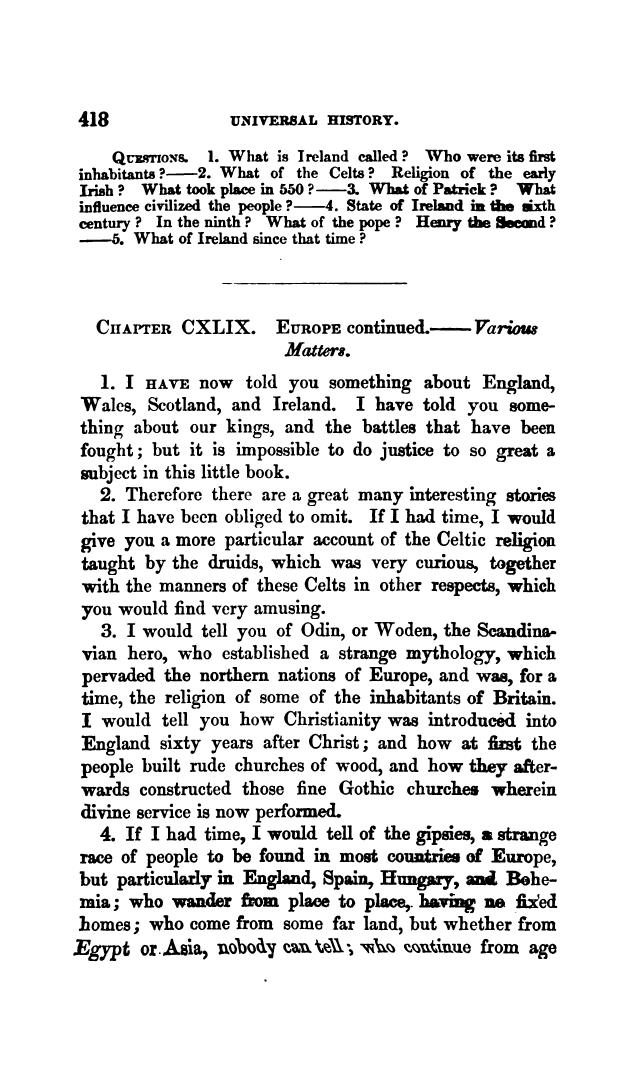 418 UNIVERSAL HISTORY.
QUESTIONS. 1. What is Ireland called? Who were its first
inhabitants?——2. What of the Celts? Religion of the early
Irish? What took place in 550?——3. What of Patrick? What
influence civilized the people?——4. State of Ireland in the sixth
century? In the ninth? What of the pope? Henry the Second?
——5. What of Ireland since that time?
CHAPTER CXLIX. EUROPE continued.——Various
Matters.
1. I HAVE now told you something about England,
Wales, Scotland, and Ireland. I have told you some-
thing about our kings, and the battles that have been
fought; but it is impossible to do justice to so great a
subject in this little book.
2. Therefore there are a great many interesting stories
that I have been obliged to omit. If I had time, I would
give you a more particular account of the Celtic religion
taught by the druids, which was very curious, together
with the manners of these Celts in other respects, which
you would find very amusing.
3. I would tell you of Odin, or Woden, the Scandina-
vian hero, who established a strange mythology, which
pervaded the northern nations of Europe, and was, for a
time, the religion of some of the inhabitants of Britain.
I would tell you how Christianity was introduced into
England sixty years after Christ; and how at first the
people built rude churches of wood, and how they after-
wards constructed those fine Gothic churches wherein
divine service is now performed.
4. If I had time, I would tell of the gipsies, a strange
race of people to be found in most countries of Europe,
but particularly in England, Spain, Hungary, and Bohe-
mia; who wander from place to place, having no fixed
homes; who come from some far land, but whether from
Egypt or Asia, nobody can tell; who continue from age